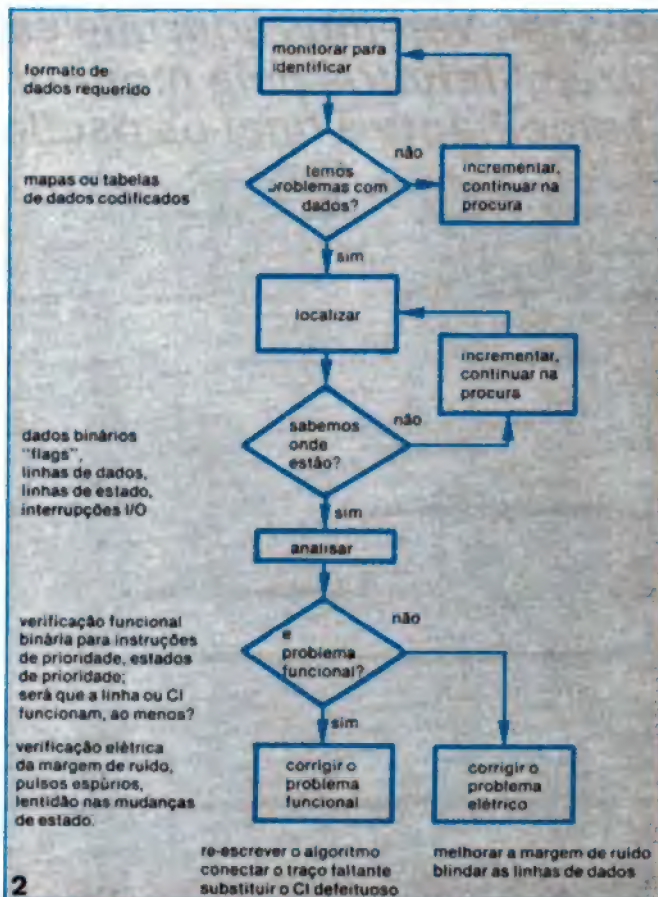 monitorar para
identificar
formato de
dados requerido
temos
problemas com
dados?
não
incrementar,
continuar na
procura
mapas ou tabelas
de dados codificados
sim
localizar
incrementar,
continuar na
procura
sabemos
onde
estão?
não
dados binários
"flags",
linhas de dados,
linhas de estado,
interrupções I/O
sim
analisar
e
problema
funcional?
não
verificação funcional
binária para instruções
de prioridade, estados
de prioridade;
será que a linha ou CI
funcionam, ao menos?
sim
verificação elétrica
da margem de ruído,
pulsos espúrios,
lentidão nas mudanças
de estado.
corrigir o
problema
funcional
corrigir o
problema
elétrico
re-escrever o algoritmo
conectar o traço faltante
substituir o CI defeituoso
melhorar a margem de ruído
blindar as linhas de dados
2